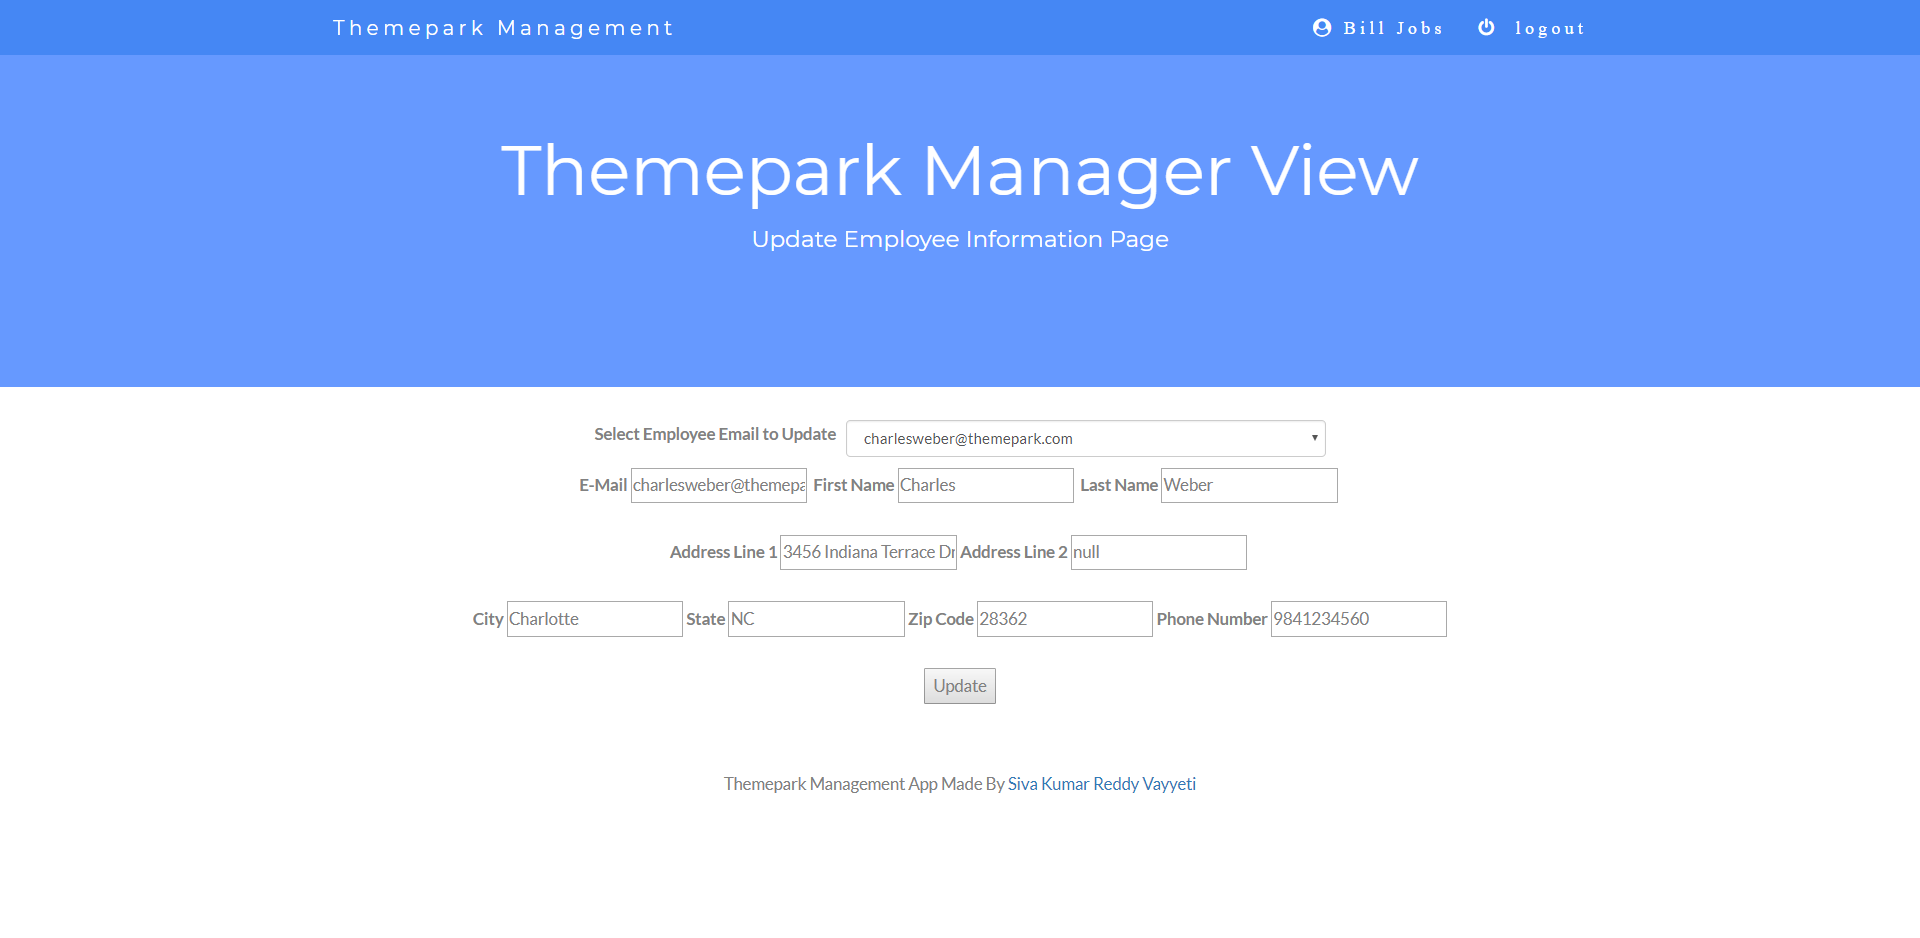 Themepark Management Bill Jobs logout
Themepark Manager View
Update Employee Information Page
Select Employee Email to Update charlesweber@themepark.com
E-Mail charlesweber@themepa First Name Charles Last Name Weber
Address Line 1 3456 Indiana Terrace Dr Address Line 2 null
City Charlotte State NC Zip Code 28362 Phone Number 9841234560
Update
Themepark Management App Made By Siva Kumar Reddy Vayyeti